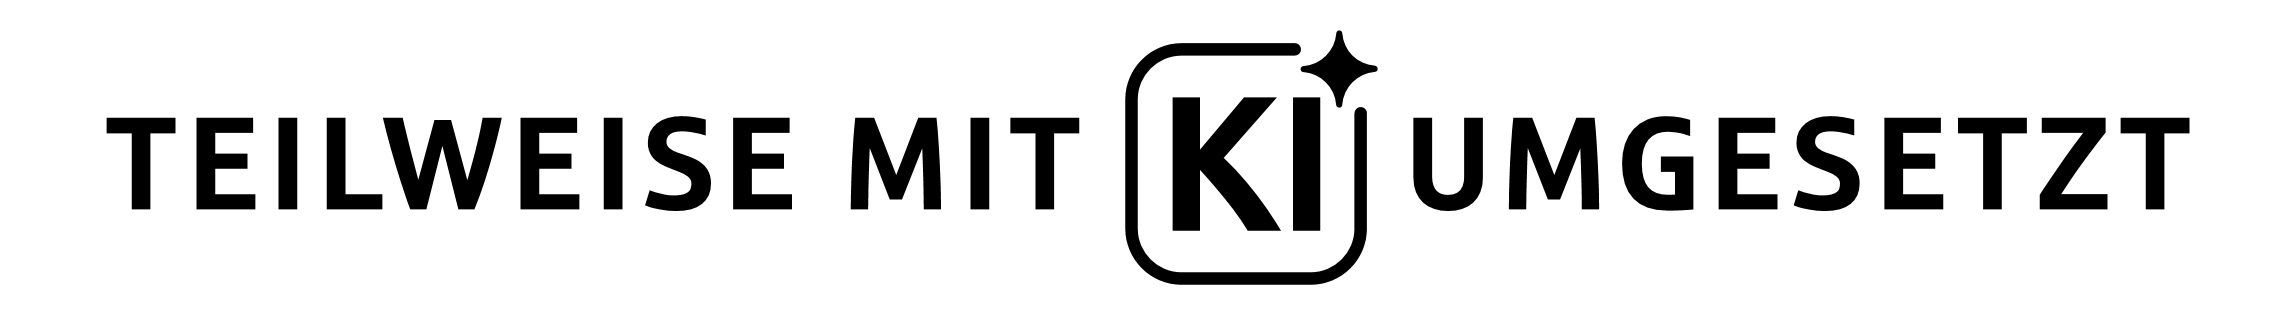 TEILWEISE MIT KI UMGESETZT